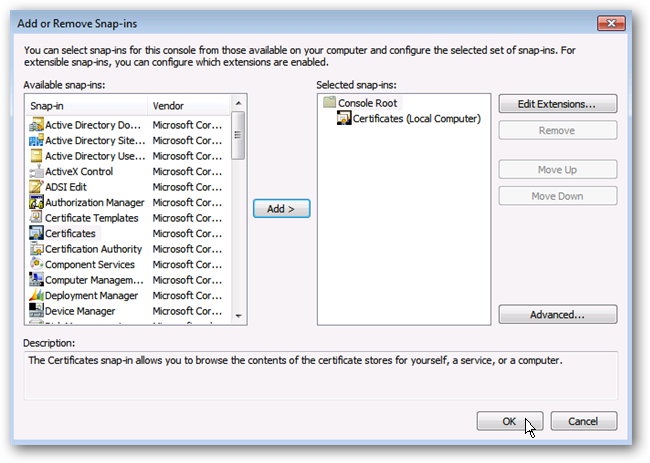 Add or Remove Snap-ins
You can select snap-ins for this console from those available on your computer and configure the selected set of snap-ins. For
extensible snap-ins, you can configure which extensions are enabled.
Available snap-ins:
Snap-in Vendor
Active Directory Do... Microsoft Cor...
Active Directory Site... Microsoft Cor...
Active Directory Use... Microsoft Cor...
ActiveX Control Microsoft Cor...
ADSI Edit Microsoft Cor...
Authorization Manager Microsoft Cor...
Certificate Templates Microsoft Cor...
Certificates Microsoft Cor...
Certification Authority Microsoft Cor...
Component Services Microsoft Cor...
Computer Managem... Microsoft Cor...
Deployment Manager Microsoft Cor...
Device Manager Microsoft Cor...
Add >
Selected snap-ins:
Console Root
Certificates (Local Computer)
Edit Extensions...
Remove
Move Up
Move Down
Advanced...
Description:
The Certificates snap-in allows you to browse the contents of the certificate stores for yourself, a service, or a computer.
OK Cancel